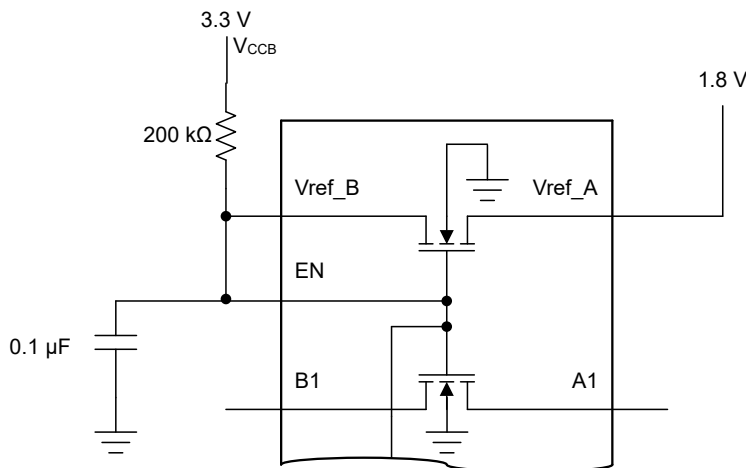 3.3 V
VCCB
1.8 V
200 kΩ
Vref_B
Vref_A
EN
0.1 µF
B1
A1